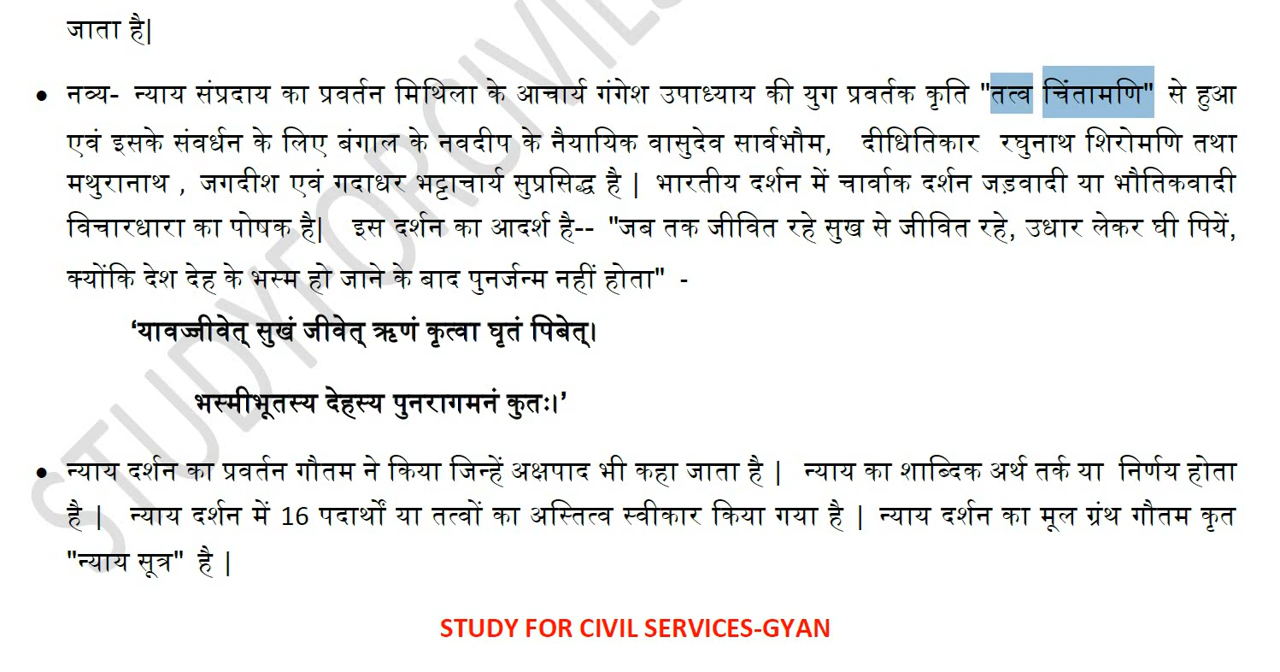 जाता है|
• नव्य- न्याय संप्रदाय का प्रवर्तन मिथिला के आचार्य गंगेश उपाध्याय की युग प्रवर्तक कृति "तत्व चिंतामणि" से हुआ
एवं इसके संवर्धन के लिए बंगाल के नवदीप के नैयायिक वासुदेव सार्वभौम, दीधितिकार रघुनाथ शिरोमणि तथा
मथुरानाथ , जगदीश एवं गदाधर भट्टाचार्य सुप्रसिद्ध है | भारतीय दर्शन में चार्वाक दर्शन जड़वादी या भौतिकवादी
विचारधारा का पोषक है| इस दर्शन का आदर्श है-- "जब तक जीवित रहे सुख से जीवित रहे, उधार लेकर घी पियें,
क्योंकि देश देह के भस्म हो जाने के बाद पुनर्जन्म नहीं होता" -
‘यावज्जीवेत् सुखं जीवेत् ऋणं कृत्वा घृतं पिबेत्।
भस्मीभूतस्य देहस्य पुनरागमनं कुतः।’
• न्याय दर्शन का प्रवर्तन गौतम ने किया जिन्हें अक्षपाद भी कहा जाता है | न्याय का शाब्दिक अर्थ तर्क या निर्णय होता
है | न्याय दर्शन में 16 पदार्थों या तत्वों का अस्तित्व स्वीकार किया गया है | न्याय दर्शन का मूल ग्रंथ गौतम कृत
"न्याय सूत्र" है |
STUDY FOR CIVIL SERVICES-GYAN
STUDYFORCIVILS